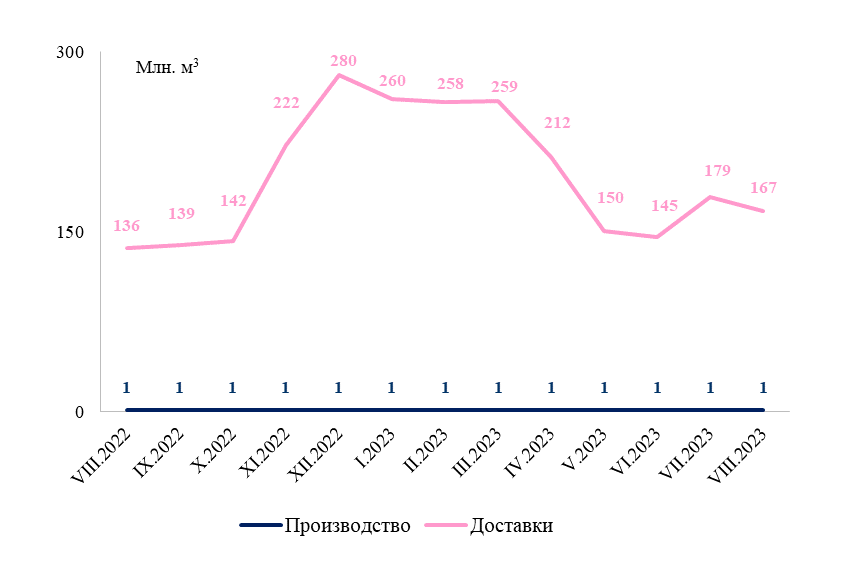 300
Млн. м³
280
260
258
259
222
212
179
167
150
145
142
139
136
150
1 1 1 1 1 1 1 1 1 1 1 1 1
0
VIII.2022
IX.2022
X.2022
XI.2022
XII.2022
I.2023
II.2023
III.2023
IV.2023
V.2023
VI.2023
VII.2023
VIII.2023
Производство Доставки